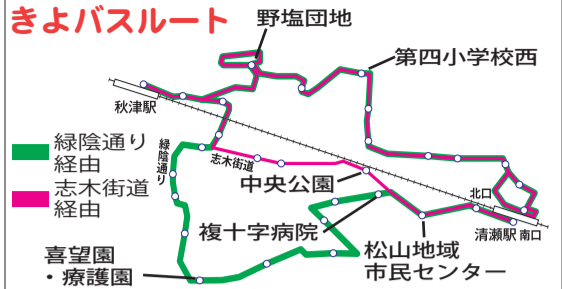 きよバスルート
野塩団地
第四小学校西
秋津駅
緑陰通り
経由
志木街道
経由
緑陰通り
志木街道
中央公園
北口
複十字病院
清瀬駅 南口
松山地域
市民センター
喜望園
・療護園